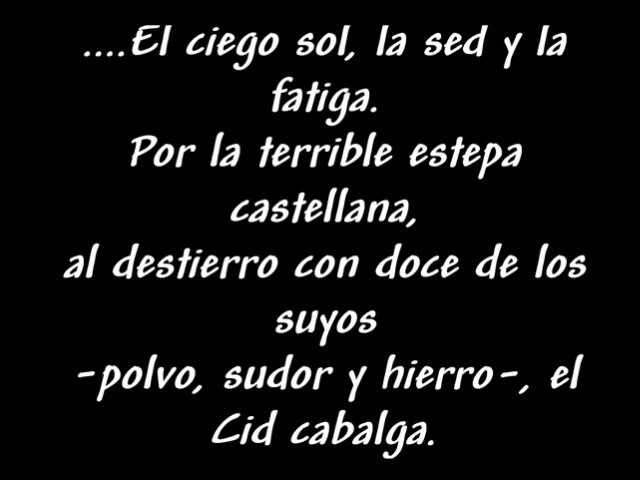 ....El ciego sol, la sed y la
fatiga.
Por la terrible estepa
castellana,
al destierro con doce de los
suyos
-polvo, sudor y hierro-, el
Cid cabalga.